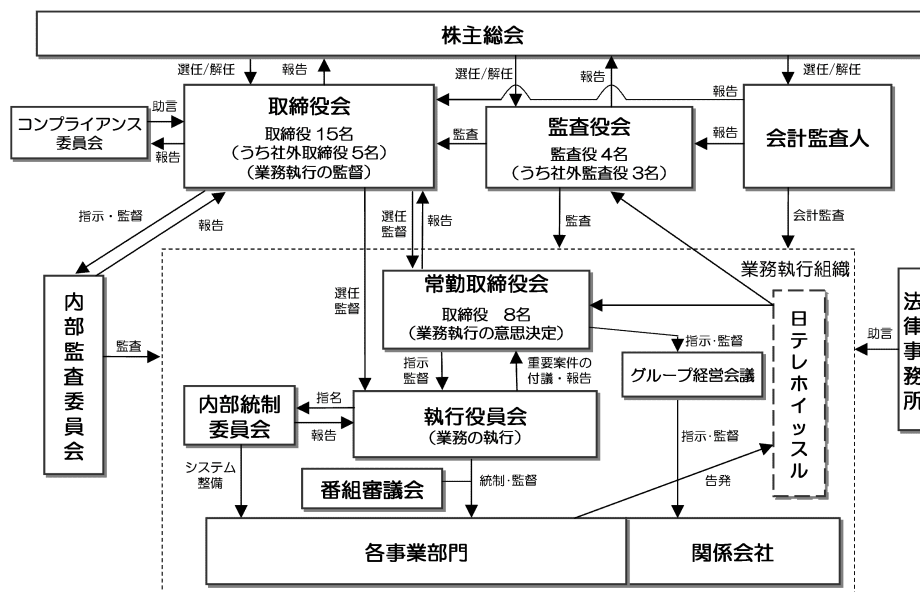 株主総会
選任/解任
報告
選任/解任
報告
選任/解任
報告
コンプライアンス
委員会
助言
報告
取締役会
取締役 15名
(うち社外取締役 5名)
(業務執行の監督)
監査
監査役会
監査役 4名
(うち社外監査役 3名)
報告
会計監査人
指示・監督
報告
選任
監督
報告
監査
会計監査
業務執行組織
内部監査委員会
監査
選任
監督
常勤取締役会
取締役 8名
(業務執行の意思決定)
日テレホイッスル
法律事務所
助言
指示・監督
グループ経営会議
指示
監督
重要案件の
付議・報告
内部統制
委員会
指名
報告
執行役員会
(業務の執行)
指示・監督
システム
整備
番組審議会
統制・監督
告発
各事業部門
関係会社